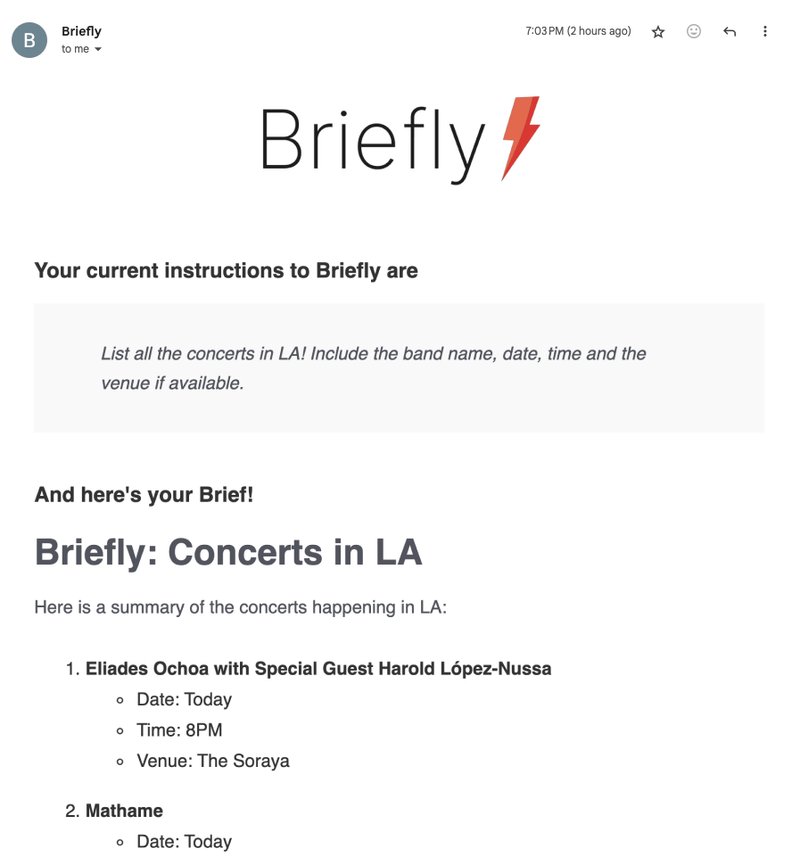 B
Briefly
7:03 PM (2 hours ago)
to me
Briefly
Your current instructions to Briefly are
List all the concerts in LA! Include the band name, date, time and the
venue if available.
And here's your Brief!
Briefly: Concerts in LA
Here is a summary of the concerts happening in LA:
1. Eliades Ochoa with Special Guest Harold López-Nussa
Date: Today
Time: 8PM
Venue: The Soraya
2. Mathame
Date: Today